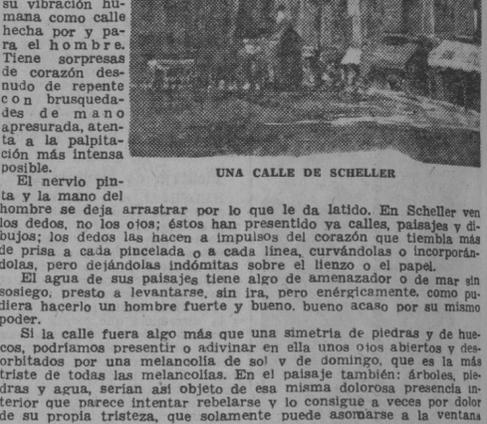 su vibración hu-
mana como calle
hecha por y pa-
ra el hombre.
Tiene sorpresas
de corazón des-
nudo de repente
con brusqueda-
des de mano
apresurada, aten-
ta a la palpita-
ción más intensa
posible.
UNA CALLE DE SCHELLER
El nervio pin-
ta y la mano del
hombre se deja arrastrar por lo que le da latido. En Scheller ven
los dedos, no los ojos; éstos han presentido ya calles, paisajes y di-
bujos; los dedos las hacen a impulsos del corazón que tiembla más
de prisa a cada pincelada o a cada línea, curvándolas o incorporán-
dolas, pero dejándolas indómitas sobre el lienzo o el papel.
El agua de sus paisajes tiene algo de amenazador o de mar sin
sosiego, presto a levantarse, sin ira, pero enérgicamente, como pu-
diera hacerlo un hombre fuerte y bueno, bueno acaso por su mismo
poder.
Si la calle fuera algo más que una simetría de piedras y de hue-
cos, podríamos presentir o adivinar en ella unos ojos abiertos y des-
orbitados por una melancolía de sol y de domingo, que es la más
triste de todas las melancolías. En el paisaje también: árboles, pie-
dras y agua, serían así objeto de esa misma dolorosa presencia in-
terior que parece intentar rebelarse y lo consigue a veces por dolor
de su propia tristeza, que solamente puede asomarse a la ventana